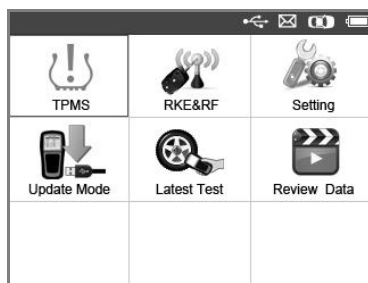 TPMS
RKE&RF
Setting
Update Mode
Latest Test
Review Data